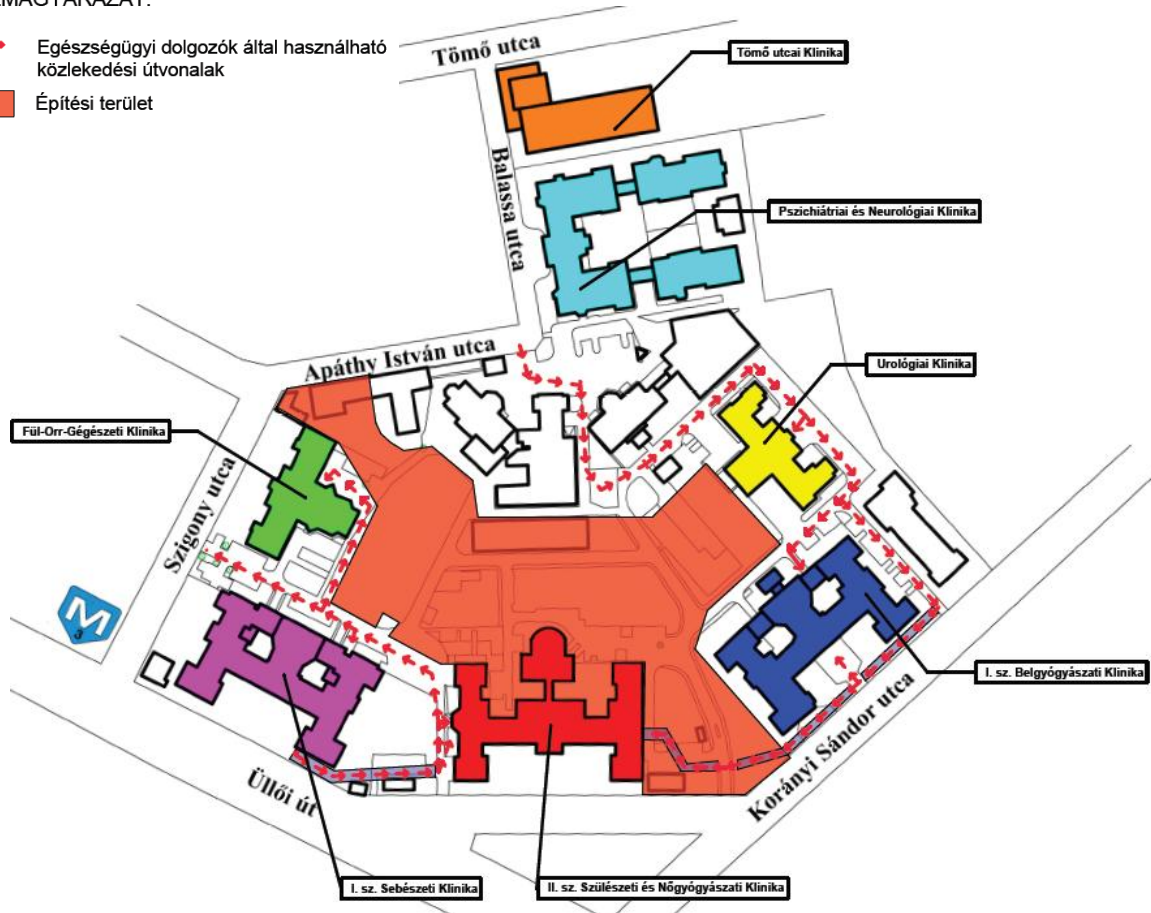 Egészségügyi dolgozók által használható
közlekedési útvonalak
Építési terület
Tömő utca
Tömő utcai Klinika
Balassa utca
Pszichiátriai és Neurológiai Klinika
Apáthy István utca
Urológiai Klinika
Fül-Orr-Gégészeti Klinika
Szigony utca
M
3
I. sz. Belgyógyászati Klinika
Korányi Sándor utca
Üllői út
I. sz. Sebészeti Klinika
II. sz. Szülészeti és Nőgyógyászati Klinika